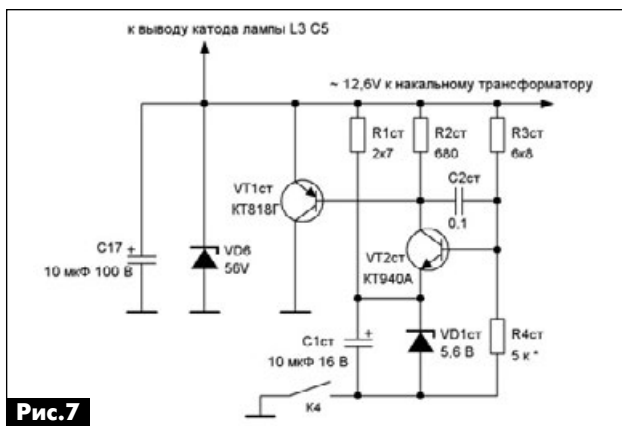 к выводу катода лампы L3 C5
~ 12,6V к накальному трансформатору
R1ст
2к7
R2ст
680
R3ст
6к8
VT1ст
КТ818Г
C2ст
0.1
VT2ст
КТ940А
C17
+
10 мкФ 100 В
VD6
56V
C1ст
+
10 мкФ 16 В
VD1ст
5,6 В
R4ст
5 к *
К4
Рис.7